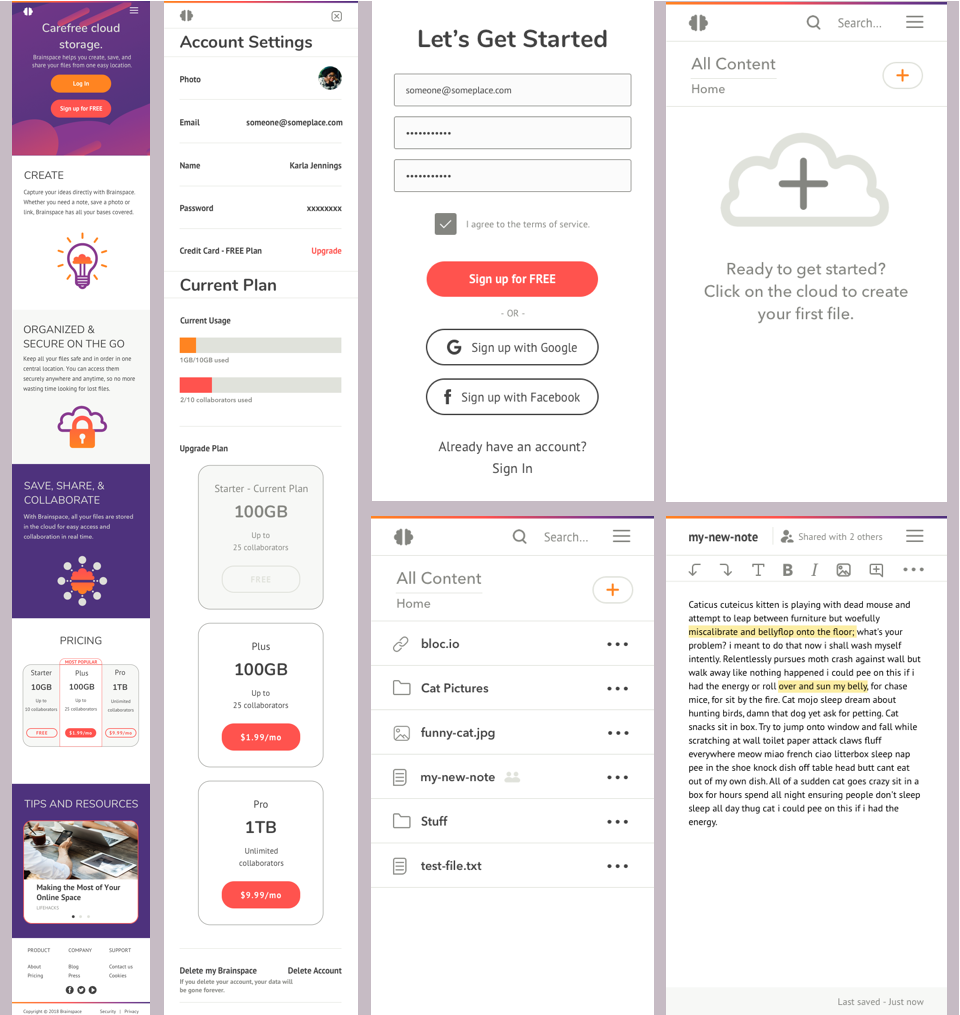 Carefree cloud
storage.
Brainspace helps you create, save, and
share your files from one easy location.
Log in
Sign up for FREE
CREATE
Capture your ideas directly with Brainspace.
Whether you need a note, save a photo or
link, Brainspace has all your bases covered.
ORGANIZED &
SECURE ON THE GO
Keep all your files safe and in order in one
central location. You can access them
securely anywhere and anytime, so no more
wasting time looking for lost files.
SAVE, SHARE, &
COLLABORATE
With Brainspace, all your files are stored
in the cloud for easy access and
collaboration in real time.
PRICING
MOST POPULAR
Starter Plus Pro
10GB 100GB 1TB
Up to Up to Unlimited
10 collaborators 25 collaborators collaborators
FREE $1.99/mo $9.99/mo
TIPS AND RESOURCES
Making the Most of Your
Online Space
LIFEHACKS
PRODUCT COMPANY SUPPORT
About Blog Contact us
Pricing Press Cookies
Copyright © 2018 Brainspace Security | Privacy
Account Settings
Photo
Email someone@someplace.com
Name Karla Jennings
Password xxxxxxxx
Credit Card - FREE Plan Upgrade
Current Plan
Current Usage
1GB/10GB used
2/10 collaborators used
Upgrade Plan
Starter - Current Plan
100GB
Up to
25 collaborators
FREE
Plus
100GB
Up to
25 collaborators
$1.99/mo
Pro
1TB
Unlimited
collaborators
$9.99/mo
Delete my Brainspace Delete Account
If you delete your account, your data will
be gone forever.
Let's Get Started
someone@someplace.com
I agree to the terms of service.
Sign up for FREE
- OR -
Sign up with Google
Sign up with Facebook
Already have an account?
Sign In
Search...
All Content
Home
Ready to get started?
Click on the cloud to create
your first file.
Search...
All Content
Home
bloc.io
Cat Pictures
funny-cat.jpg
my-new-note
Stuff
test-file.txt
my-new-note Shared with 2 others
T B I
Caticus cuteicus kitten is playing with dead mouse and
attempt to leap between furniture but woefully
miscalibrate and bellyflop onto the floor; what's your
problem? i meant to do that now i shall wash myself
intently. Relentlessly pursues moth crash against wall but
walk away like nothing happened i could pee on this if i
had the energy or roll over and sun my belly, for chase
mice, for sit by the fire. Cat mojo sleep dream about
hunting birds, damn that dog yet ask for petting. Cat
snacks sit in box. Try to jump onto window and fall while
scratching at wall toilet paper attack claws fluff
everywhere meow miao french ciao litterbox sleep nap
pee in the shoe knock dish off table head butt cant eat
out of my own dish. All of a sudden cat goes crazy sit in a
box for hours spend all night ensuring people don't sleep
sleep all day thug cat i could pee on this if i had the
energy.
Last saved - Just now